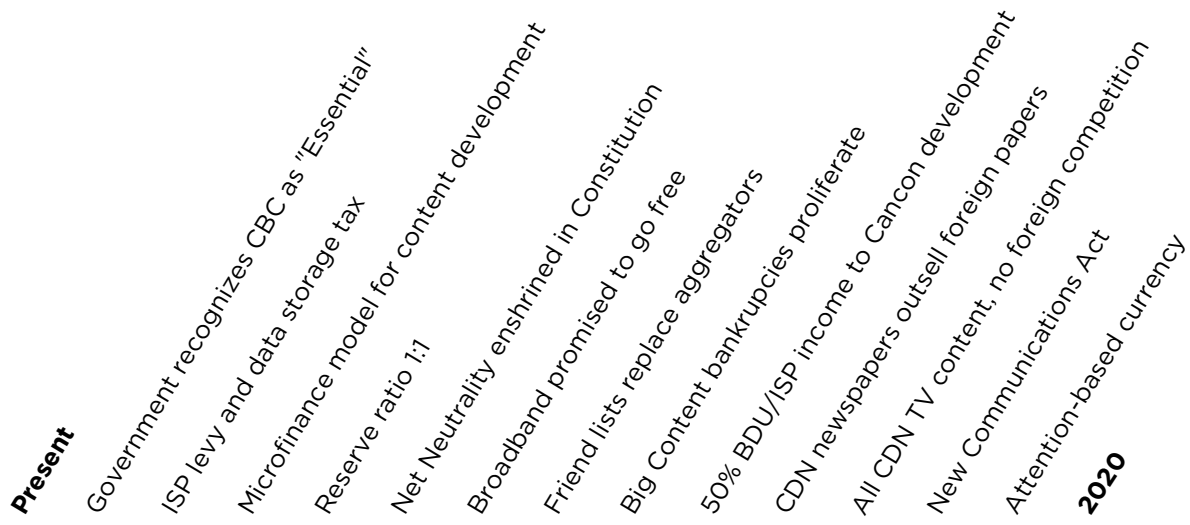 Present
Government recognizes CBC as "Essential"
ISP levy and data storage tax
Microfinance model for content development
Reserve ratio 1:1
Net Neutrality enshrined in Constitution
Broadband promised to go free
Friend lists replace aggregators
Big Content bankrupcies proliferate
50% BDU/ISP income to Cancon development
CDN newspapers outsell foreign papers
All CDN TV content, no foreign competition
New Communications Act
Attention-based currency
2020